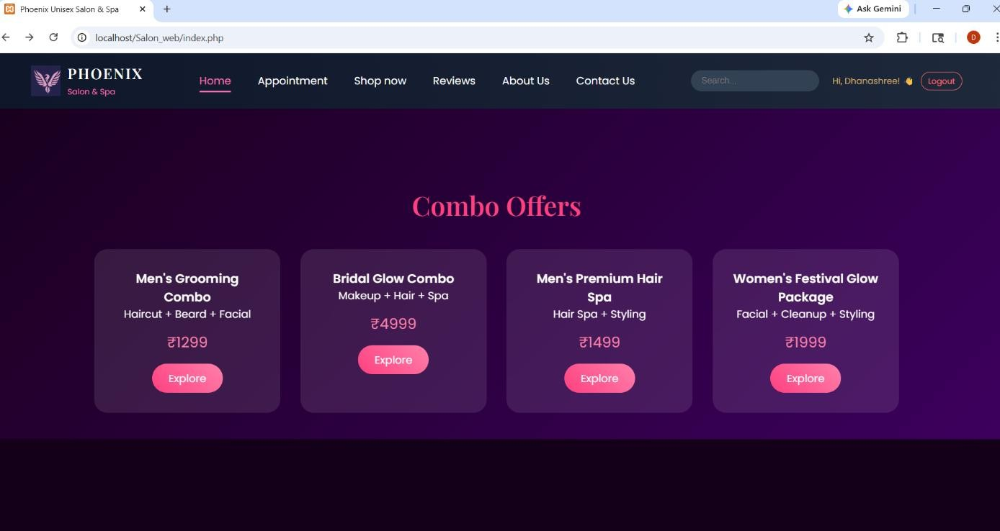 Phoenix Unisex Salon & Spa
Ask Gemini
localhost/Salon_web/index.php
D
PHOENIX
Salon & Spa
Home
Appointment
Shop now
Reviews
About Us
Contact Us
Search...
Hi, Dhanashree! 👋
Logout
Combo Offers
Men's Grooming
Combo
Haircut + Beard + Facial
₹1299
Explore
Bridal Glow Combo
Makeup + Hair + Spa
₹4999
Explore
Men's Premium Hair
Spa
Hair Spa + Styling
₹1499
Explore
Women's Festival Glow
Package
Facial + Cleanup + Styling
₹1999
Explore